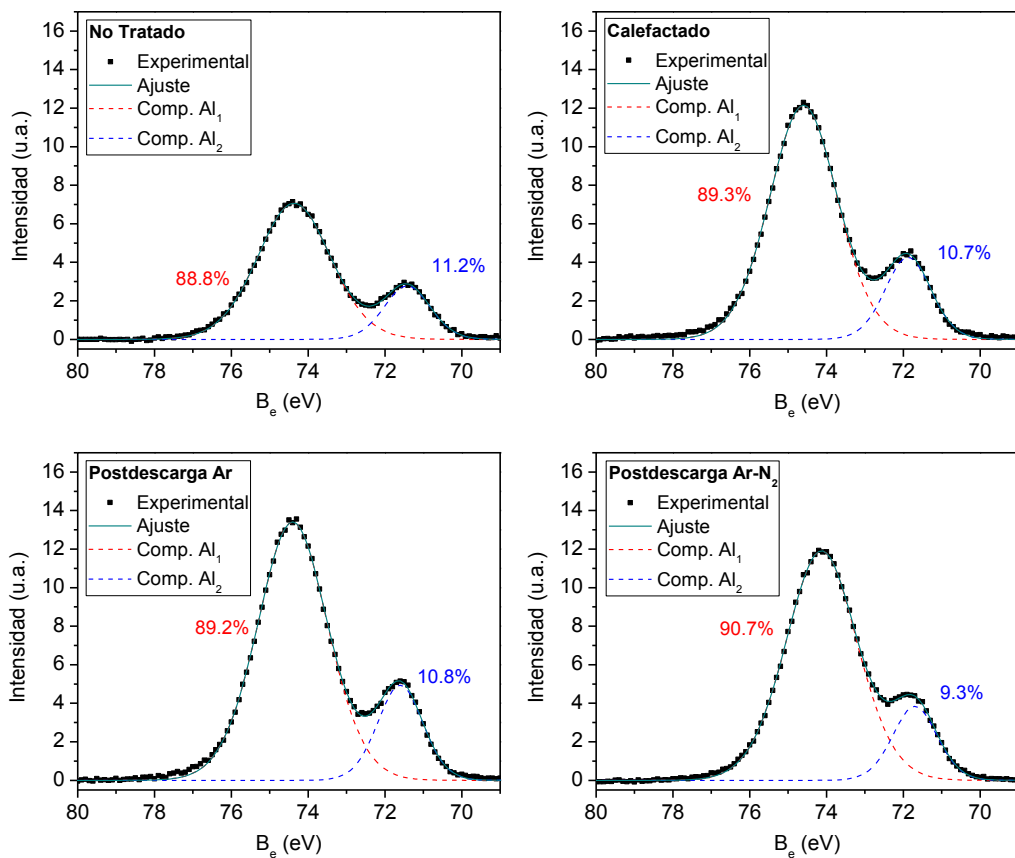 No Tratado
Experimental
Ajuste
Comp. Al₁
Comp. Al₂
88.8%
11.2%
Intensidad (u.a.)
16
14
12
10
8
6
4
2
0
80 78 76 74 72 70
Bₑ (eV)
Calefactado
Experimental
Ajuste
Comp. Al₁
Comp. Al₂
89.3%
10.7%
Intensidad (u.a.)
16
14
12
10
8
6
4
2
0
80 78 76 74 72 70
Bₑ (eV)
Postdescarga Ar
Experimental
Ajuste
Comp. Al₁
Comp. Al₂
89.2%
10.8%
Intensidad (u.a.)
16
14
12
10
8
6
4
2
0
80 78 76 74 72 70
Bₑ (eV)
Postdescarga Ar-N₂
Experimental
Ajuste
Comp. Al₁
Comp. Al₂
90.7%
9.3%
Intensidad (u.a.)
16
14
12
10
8
6
4
2
0
80 78 76 74 72 70
Bₑ (eV)